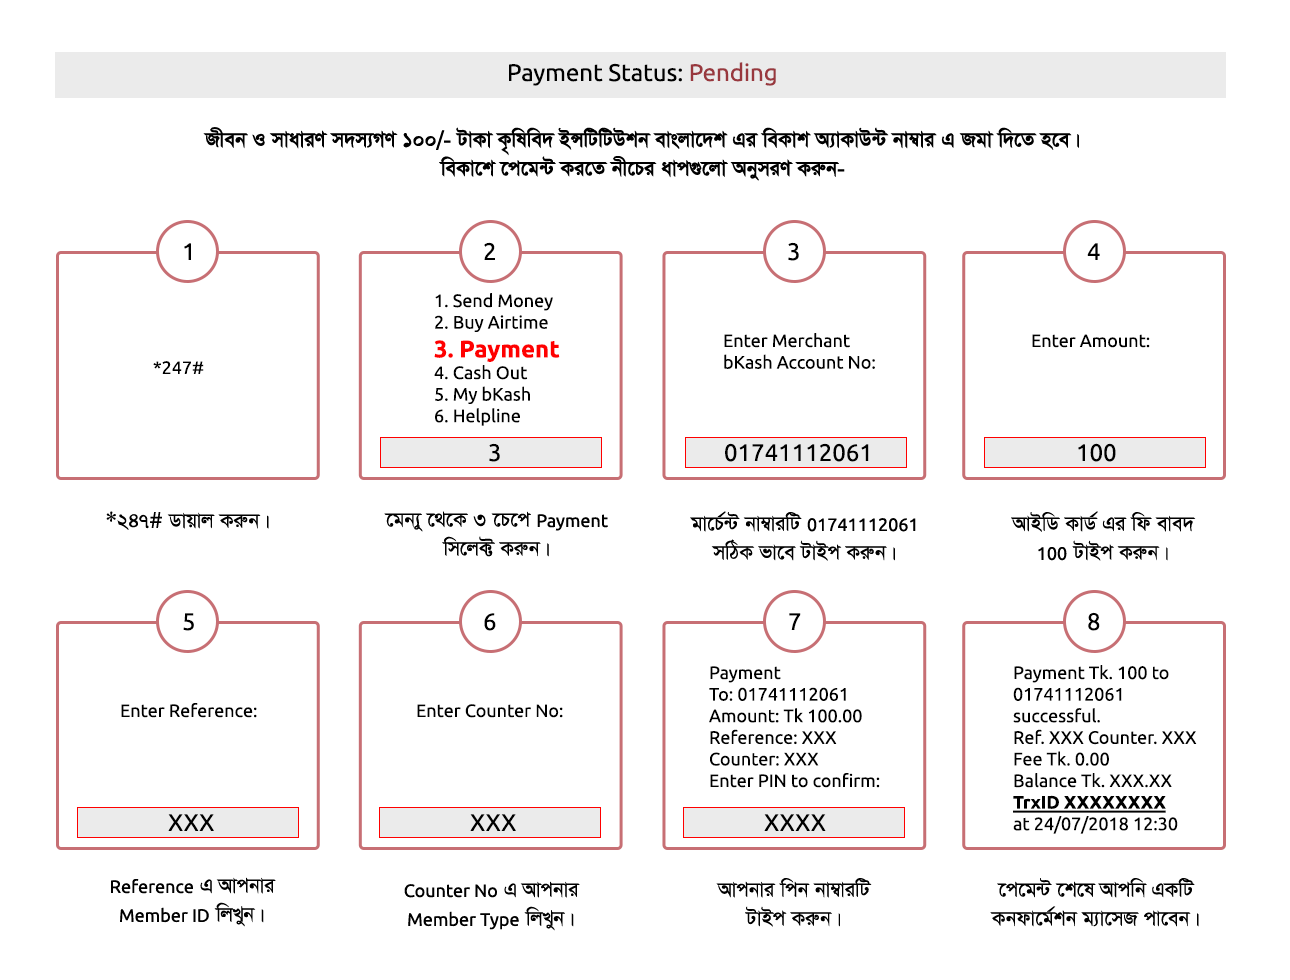 Payment Status: Pending
জীবন ও সাধারণ সদস্যগণ ১০০/- টাকা কৃষিবিদ ইন্সটিটিউশন বাংলাদেশ এর বিকাশ অ্যাকাউন্ট নাম্বার এ জমা দিতে হবে।
বিকাশে পেমেন্ট করতে নীচের ধাপগুলো অনুসরণ করুন-
1
*247#
*২৪৭# ডায়াল করুন।
2
1. Send Money
2. Buy Airtime
3. Payment
4. Cash Out
5. My bKash
6. Helpline
3
মেন্যু থেকে ৩ চেপে Payment
সিলেক্ট করুন।
3
Enter Merchant
bKash Account No:
01741112061
মার্চেন্ট নাম্বারটি 01741112061
সঠিক ভাবে টাইপ করুন।
4
Enter Amount:
100
আইডি কার্ড এর ফি বাবদ
100 টাইপ করুন।
5
Enter Reference:
XXX
Reference এ আপনার
Member ID লিখুন।
6
Enter Counter No:
XXX
Counter No এ আপনার
Member Type লিখুন।
7
Payment
To: 01741112061
Amount: Tk 100.00
Reference: XXX
Counter: XXX
Enter PIN to confirm:
XXXX
আপনার পিন নাম্বারটি
টাইপ করুন।
8
Payment Tk. 100 to
01741112061
successful.
Ref. XXX Counter. XXX
Fee Tk. 0.00
Balance Tk. XXX.XX
TrxID XXXXXXXX
at 24/07/2018 12:30
পেমেন্ট শেষে আপনি একটি
কনফার্মেশন ম্যাসেজ পাবেন।